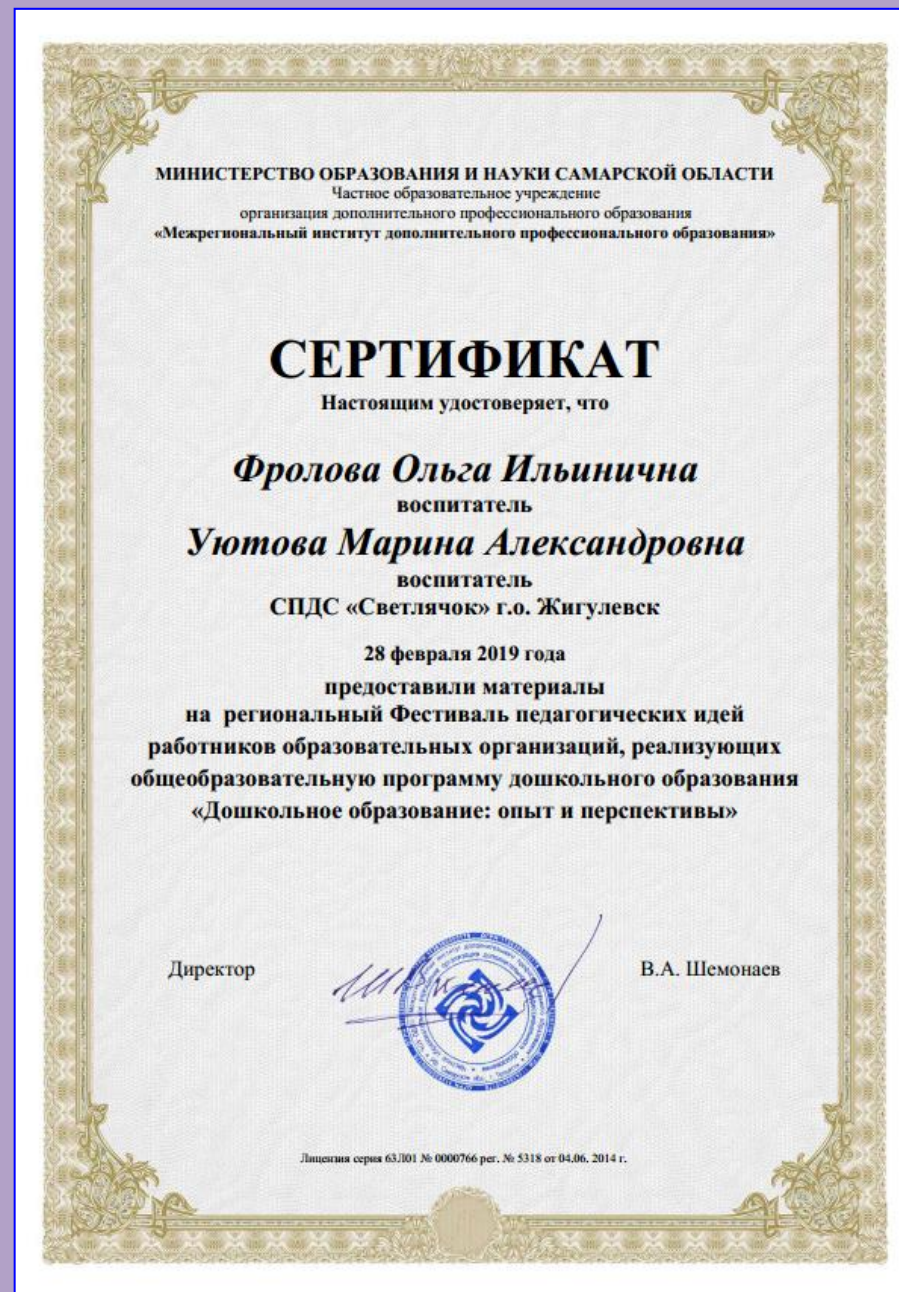 МИНИСТЕРСТВО ОБРАЗОВАНИЯ И НАУКИ САМАРСКОЙ ОБЛАСТИ
Частное образовательное учреждение
организация дополнительного профессионального образования
«Межрегиональный институт дополнительного профессионального образования»
СЕРТИФИКАТ
Настоящим удостоверяет, что
Фролова Ольга Ильинична
воспитатель
Уютова Марина Александровна
воспитатель
СПДС «Светлячок» г.о. Жигулевск
28 февраля 2019 года
предоставили материалы
на региональный Фестиваль педагогических идей
работников образовательных организаций, реализующих
общеобразовательную программу дошкольного образования
«Дошкольное образование: опыт и перспективы»
Директор
В.А. Шемонаев
Лицензия серия 63Л01 № 0000766 рег. № 5318 от 04.06. 2014 г.